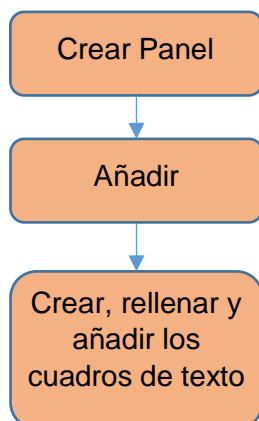 Crear Panel
Añadir
Crear, rellenar y
añadir los
cuadros de texto